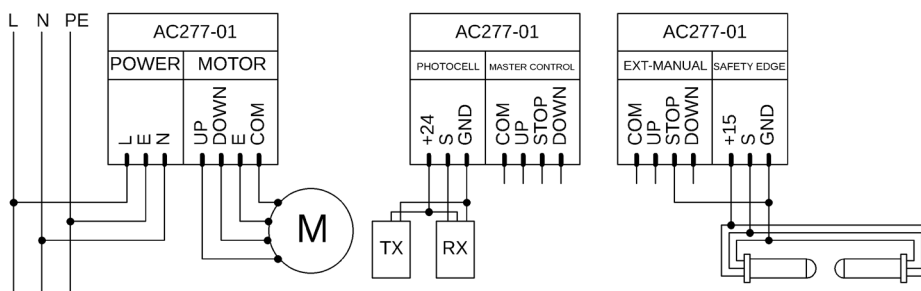 L N PE
AC277-01
POWER MOTOR
L E N UP DOWN E COM
M
AC277-01
PHOTOCELL MASTER CONTROL
+24 S GND COM UP STOP DOWN
TX RX
AC277-01
EXT-MANUAL SAFETY EDGE
COM UP STOP DOWN +15 S GND